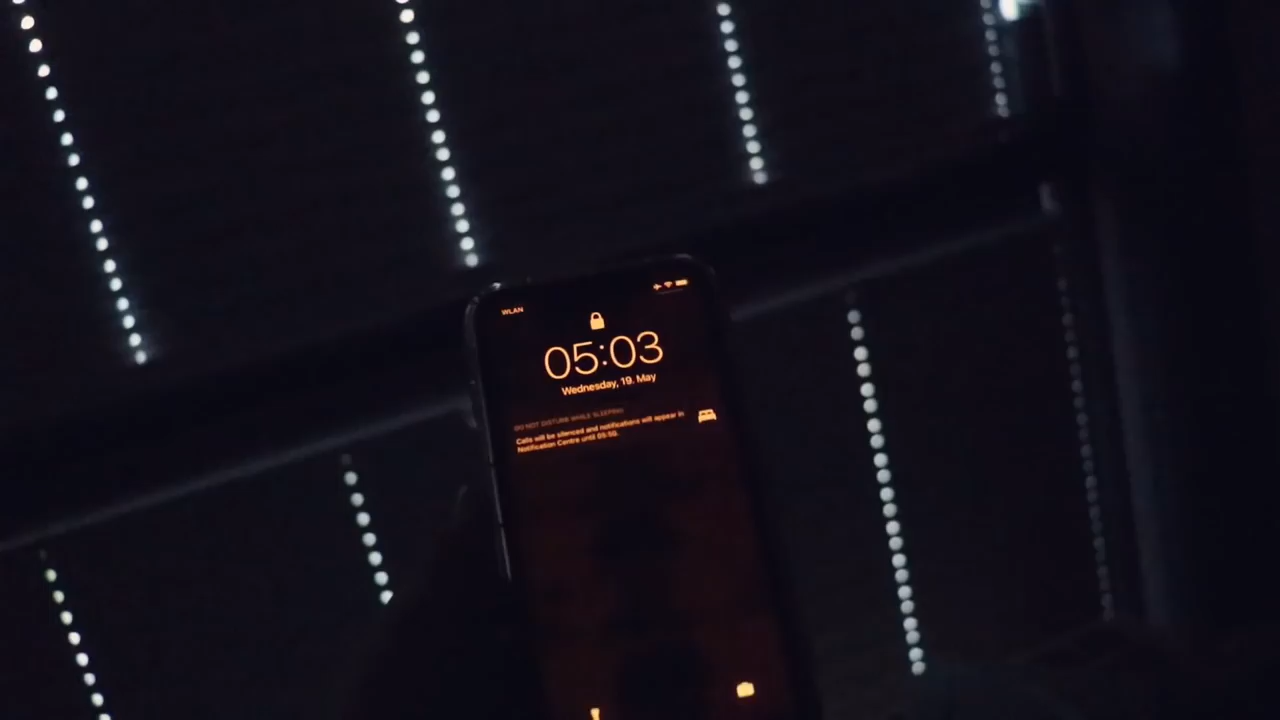 WLAN
05:03
Wednesday, 19. May
DO NOT DISTURB WHILE SLEEPING
Calls will be silenced and notifications will appear in
Notification Centre until 05:50.